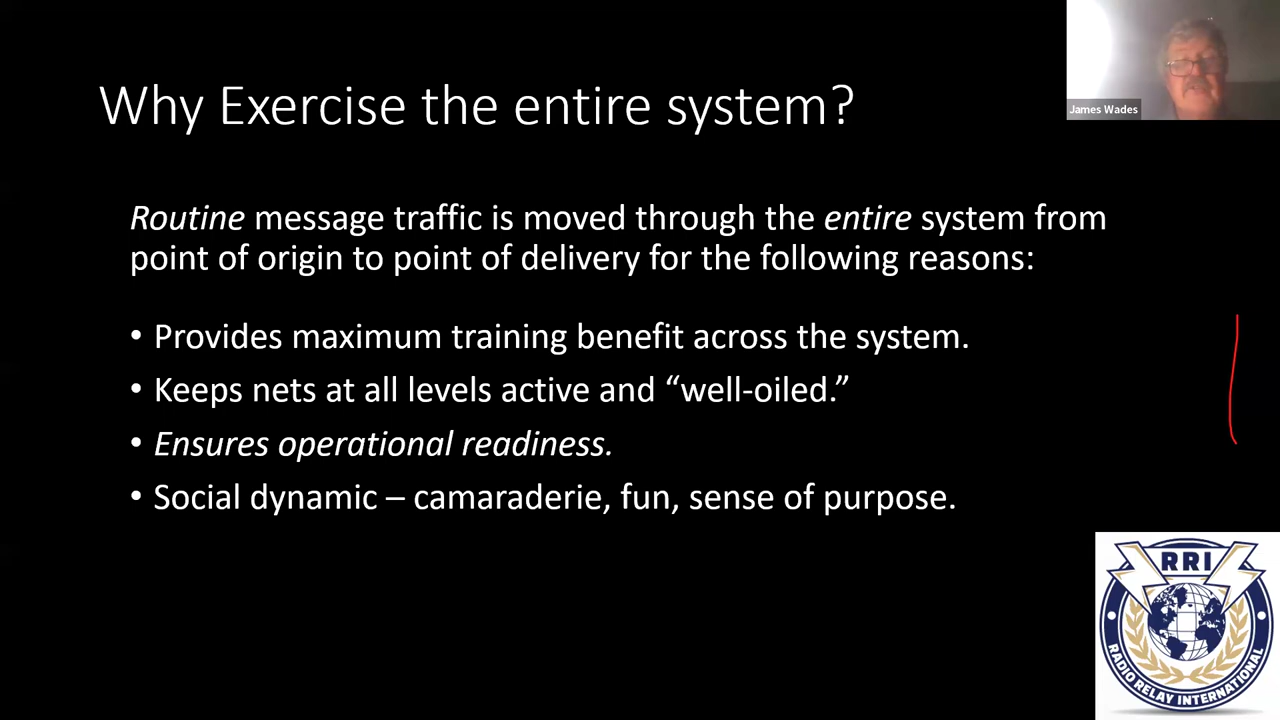 Why Exercise the entire system?
James Wades
Routine message traffic is moved through the entire system from
point of origin to point of delivery for the following reasons:
• Provides maximum training benefit across the system.
• Keeps nets at all levels active and “well-oiled.”
• Ensures operational readiness.
• Social dynamic – camaraderie, fun, sense of purpose.
RRI
RADIO RELAY INTERNATIONAL